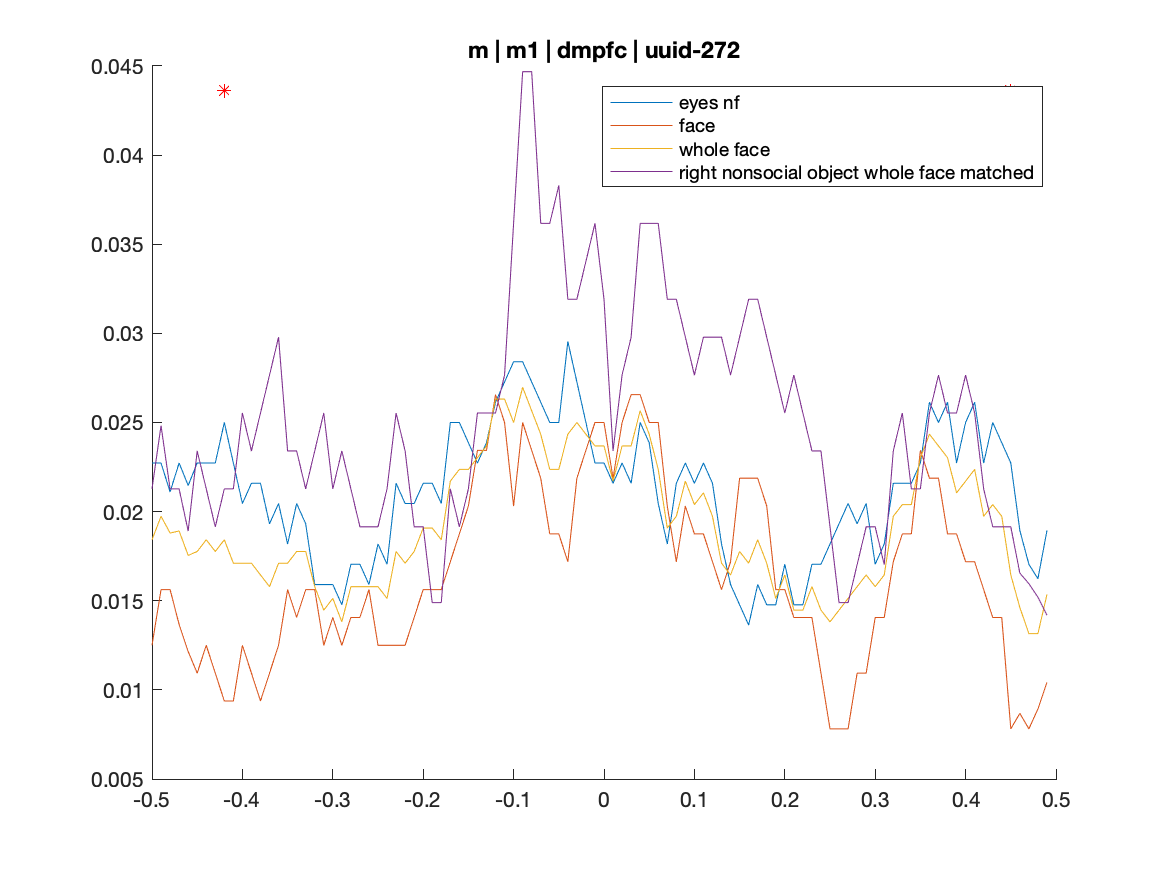 m | m1 | dmpfc | uuid-272
0.045
0.04
0.035
0.03
0.025
0.02
0.015
0.01
0.005
eyes nf
face
whole face
right nonsocial object whole face matched
-0.5 -0.4 -0.3 -0.2 -0.1 0 0.1 0.2 0.3 0.4 0.5